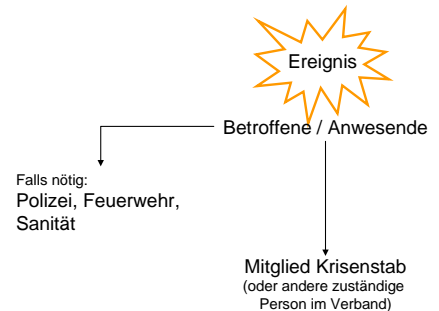 Ereignis
Betroffene / Anwesende
Falls nötig:
Polizei, Feuerwehr,
Sanität
Mitglied Krisenstab
(oder andere zuständige
Person im Verband)